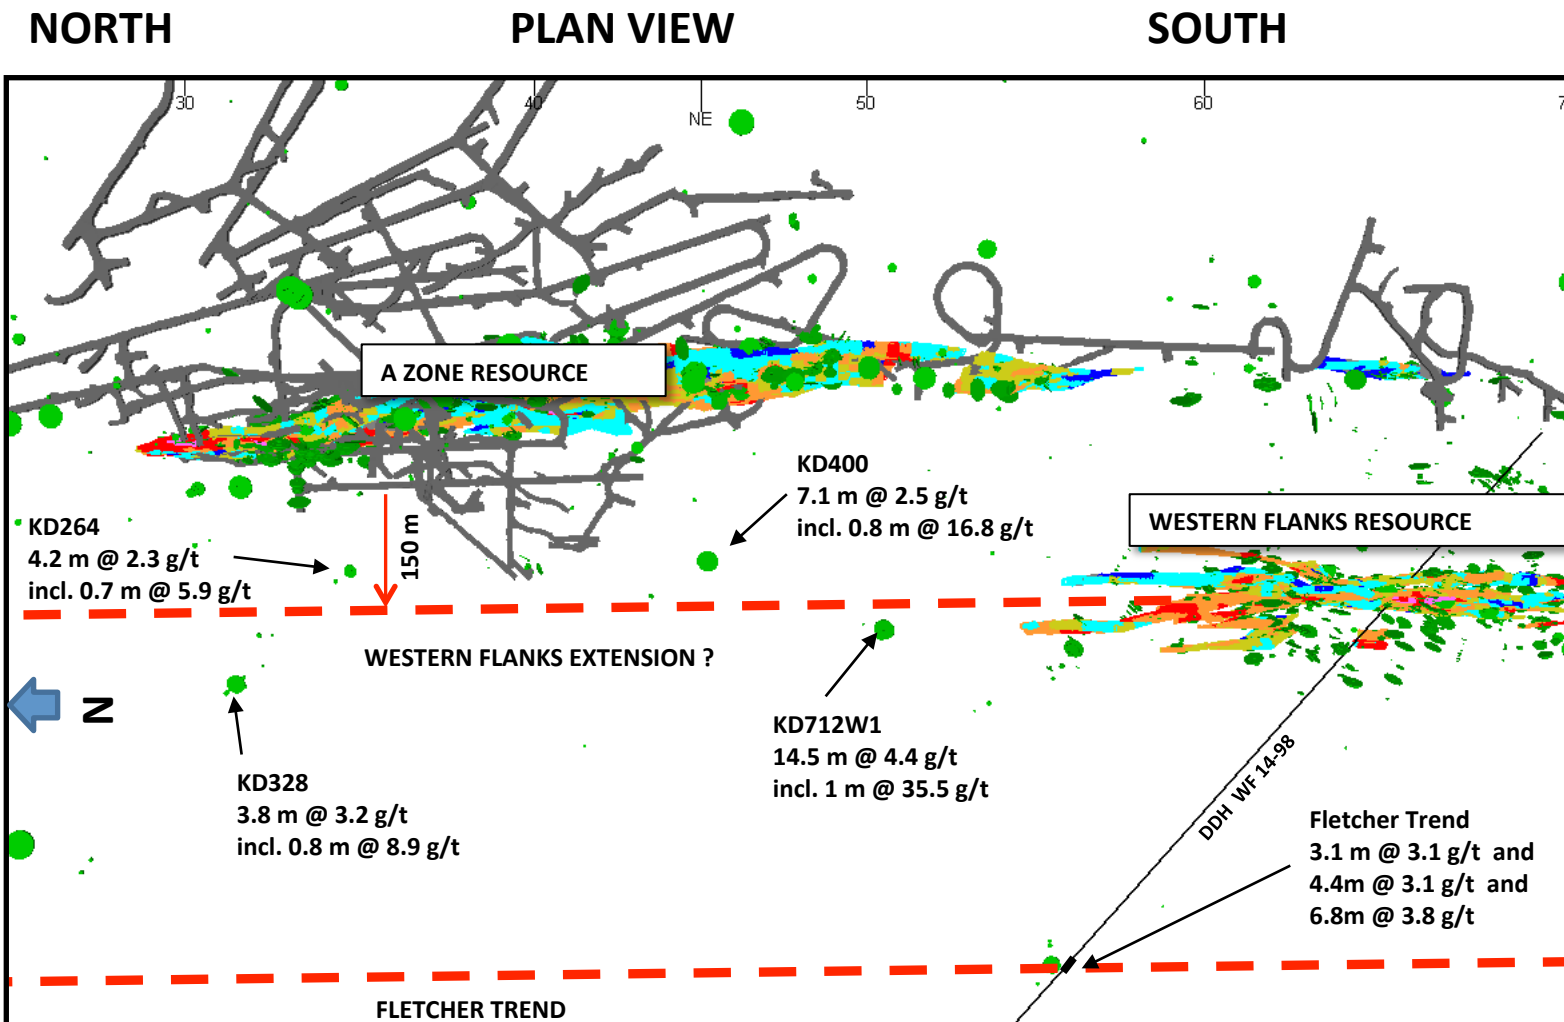 NORTH
PLAN VIEW
SOUTH
30
40
NE
50
60
7
A ZONE RESOURCE
KD400
7.1 m @ 2.5 g/t
incl. 0.8 m @ 16.8 g/t
WESTERN FLANKS RESOURCE
KD264
4.2 m @ 2.3 g/t
incl. 0.7 m @ 5.9 g/t
150 m
WESTERN FLANKS EXTENSION ?
N
KD712W1
14.5 m @ 4.4 g/t
incl. 1 m @ 35.5 g/t
KD328
3.8 m @ 3.2 g/t
incl. 0.8 m @ 8.9 g/t
DDH WF 14-98
Fletcher Trend
3.1 m @ 3.1 g/t and
4.4m @ 3.1 g/t and
6.8m @ 3.8 g/t
FLETCHER TREND